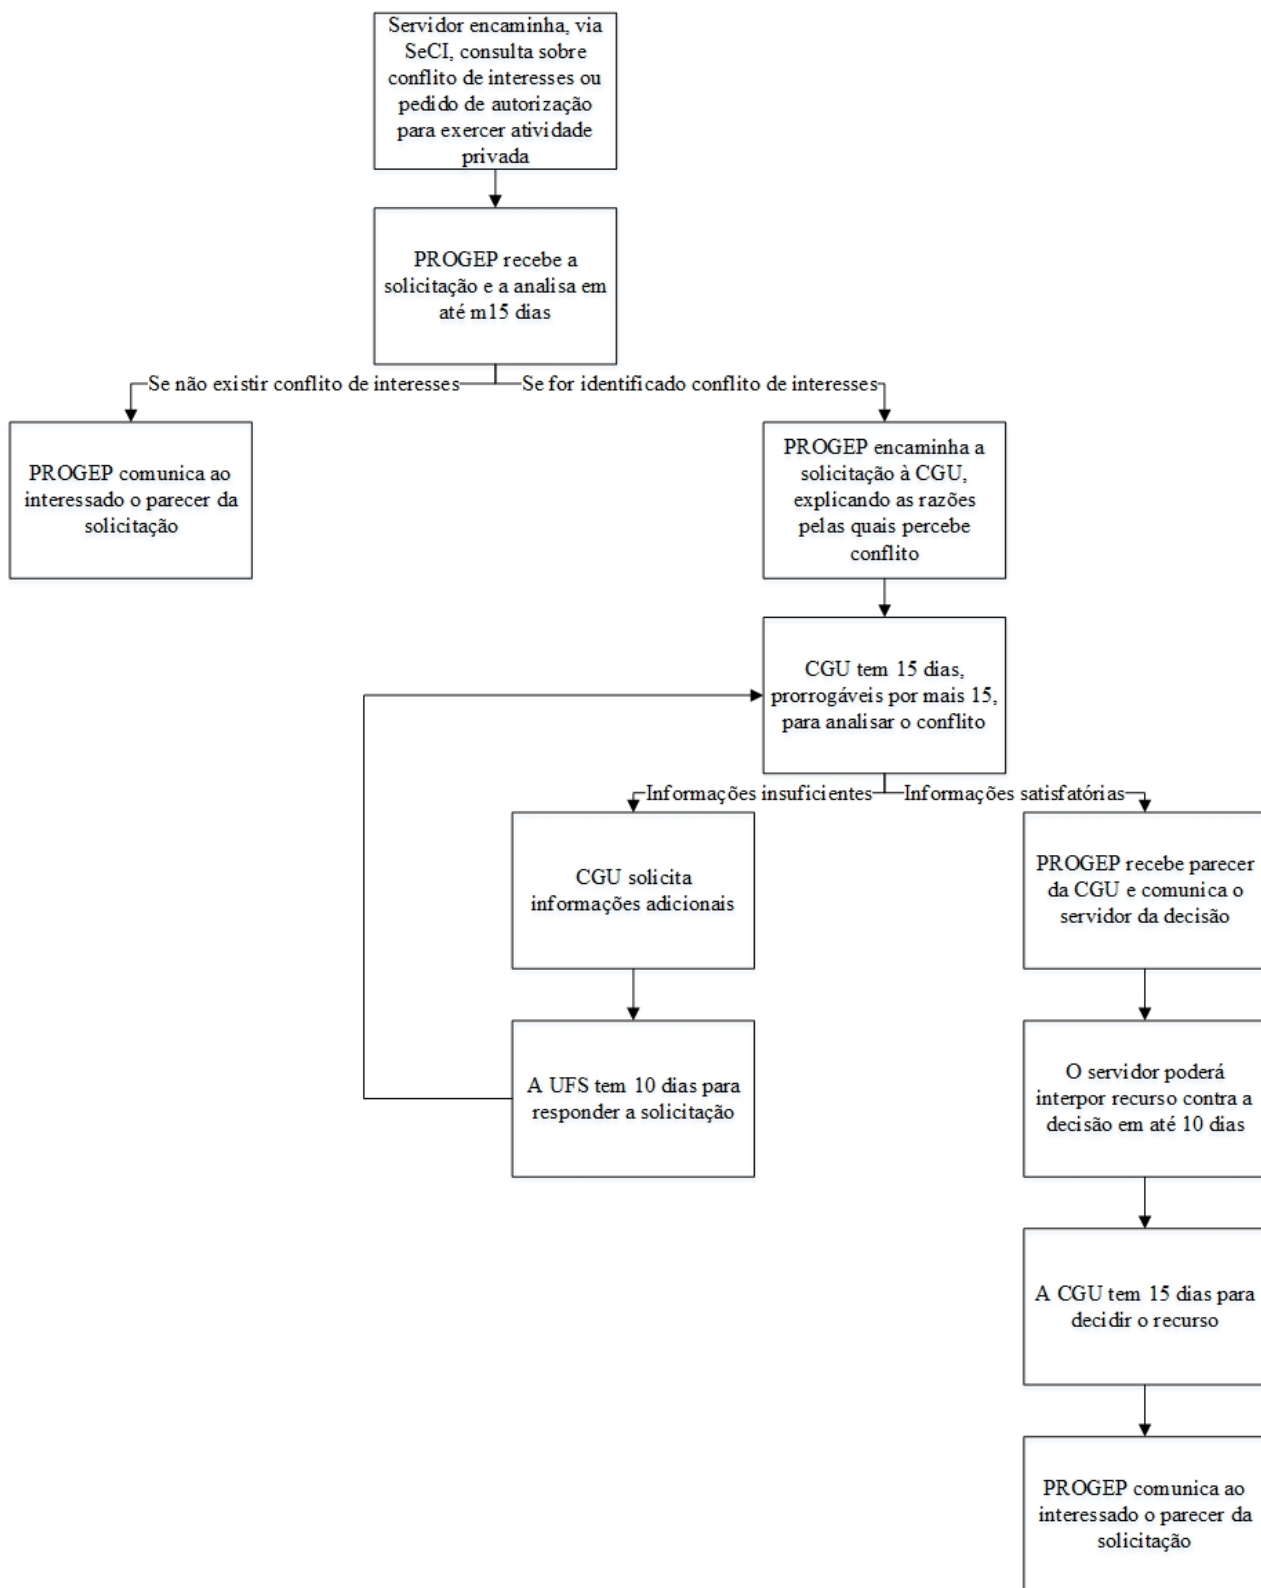 Servidor encaminha, via
SeCI, consulta sobre
conflito de interesses ou
pedido de autorização
para exercer atividade
privada
PROGEP recebe a
solicitação e a analisa em
até m15 dias
Se não existir conflito de interesses
Se for identificado conflito de interesses
PROGEP comunica ao
interessado o parecer da
solicitação
PROGEP encaminha a
solicitação à CGU,
explicando as razões
pelas quais percebe
conflito
CGU tem 15 dias,
prorrogáveis por mais 15,
para analisar o conflito
Informações insuficientes
Informações satisfatórias
CGU solicita
informações adicionais
PROGEP recebe parecer
da CGU e comunica o
servidor da decisão
A UFS tem 10 dias para
responder a solicitação
O servidor poderá
interpor recurso contra a
decisão em até 10 dias
A CGU tem 15 dias para
decidir o recurso
PROGEP comunica ao
interessado o parecer da
solicitação